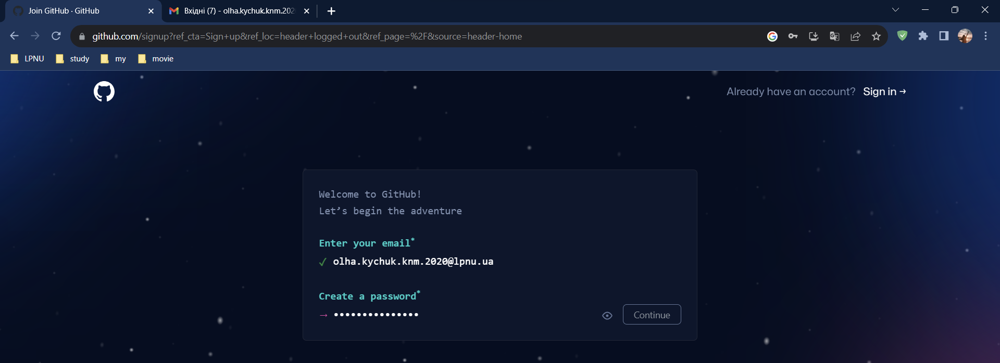 Join GitHub · GitHub
Вхідні (7) - olha.kychuk.knm.202
github.com/signup?ref_cta=Sign+up&ref_loc=header+logged+out&ref_page=%2F&source=header-home
LPNU study my movie
Already have an account? Sign in →
Welcome to GitHub!
Let’s begin the adventure
Enter your email*
✓ olha.kychuk.knm.2020@lpnu.ua
Create a password*
→ •••••••••••••••
Continue